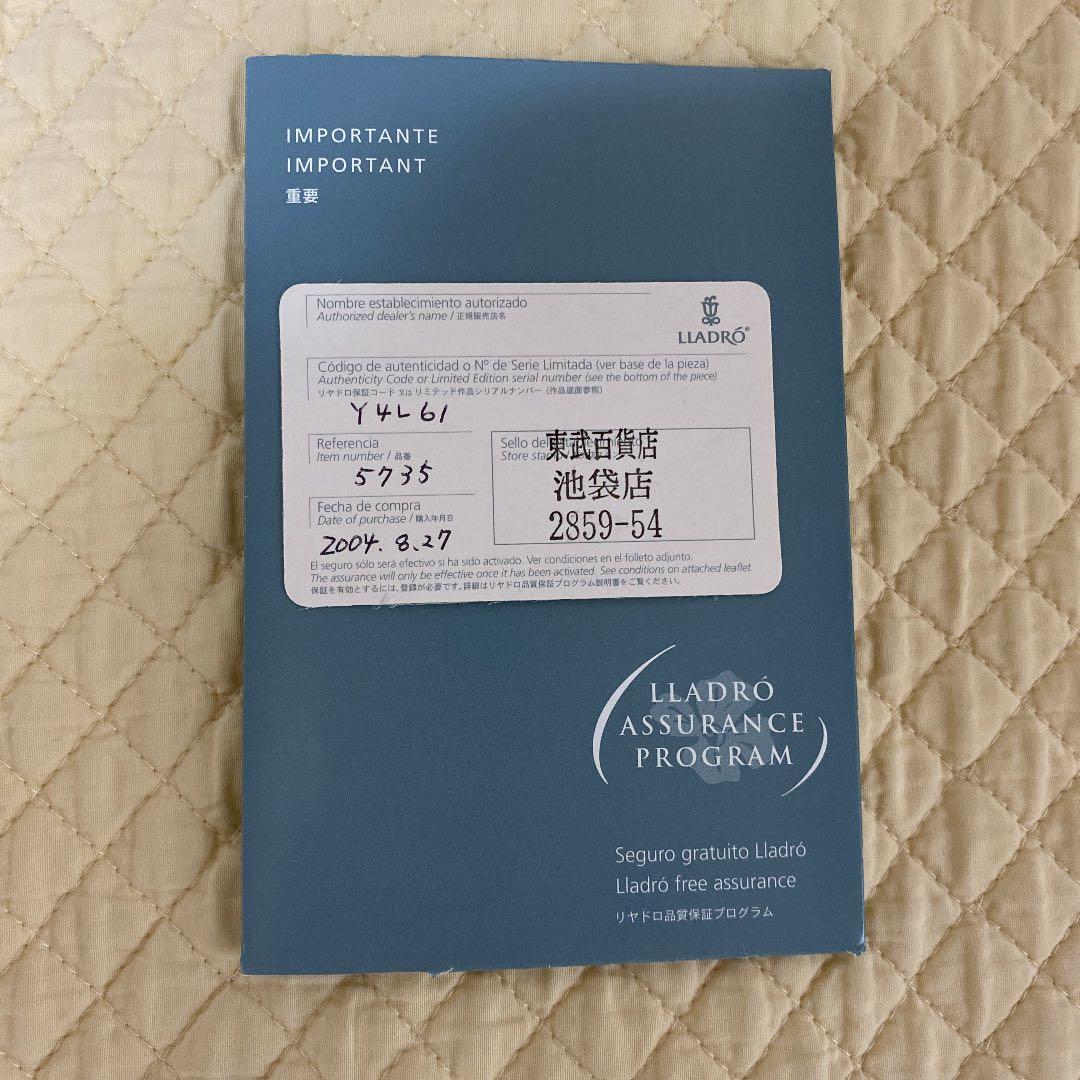 IMPORTANTE
IMPORTANT
重要
Nombre establecimiento autorizado
Authorized dealer's name / 正規販売店名
LLADRÓ®
Código de autenticidad o Nº de Serie Limitada (ver base de la pieza)
Authenticity Code or Limited Edition serial number (see the bottom of the piece)
リヤドロ保証コード 又は リミテッド作品シリアルナンバー (作品底面参照)
Y4L61
Referencia
Item number / 品番
5735
Sello de
Store
東武百貨店
池袋店
2859-54
Fecha de compra
Date of purchase / 購入年月日
2004. 8.27
El seguro sólo será efectivo si ha sido activado. Ver condiciones en el folleto adjunto.
The assurance will only be effective once it has been activated. See conditions on attached leaflet.
保証を有効とするには、登録が必要です。詳細はリヤドロ品質保証プログラム説明書をご覧ください。
LLADRÓ
ASSURANCE
PROGRAM
Seguro gratuito Lladró
Lladró free assurance
リヤドロ品質保証プログラム